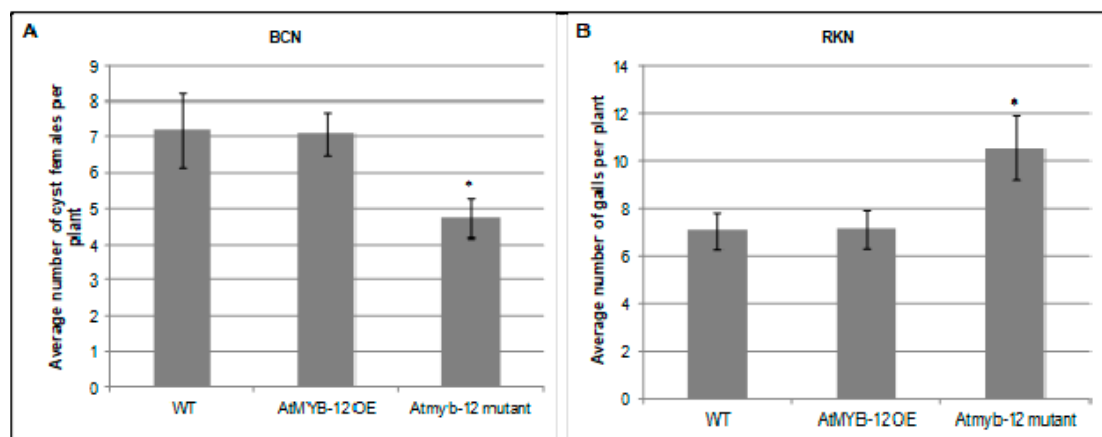 A
BCN
Average number of cyst females per
plant
9
8
7
6
5
4
3
2
1
0
*
WT
AtMYB-12 OE
Atmyb-12 mutant
B
RKN
Average number of galls per plant
14
12
10
8
6
4
2
0
*
WT
AtMYB-12 OE
Atmyb-12 mutant